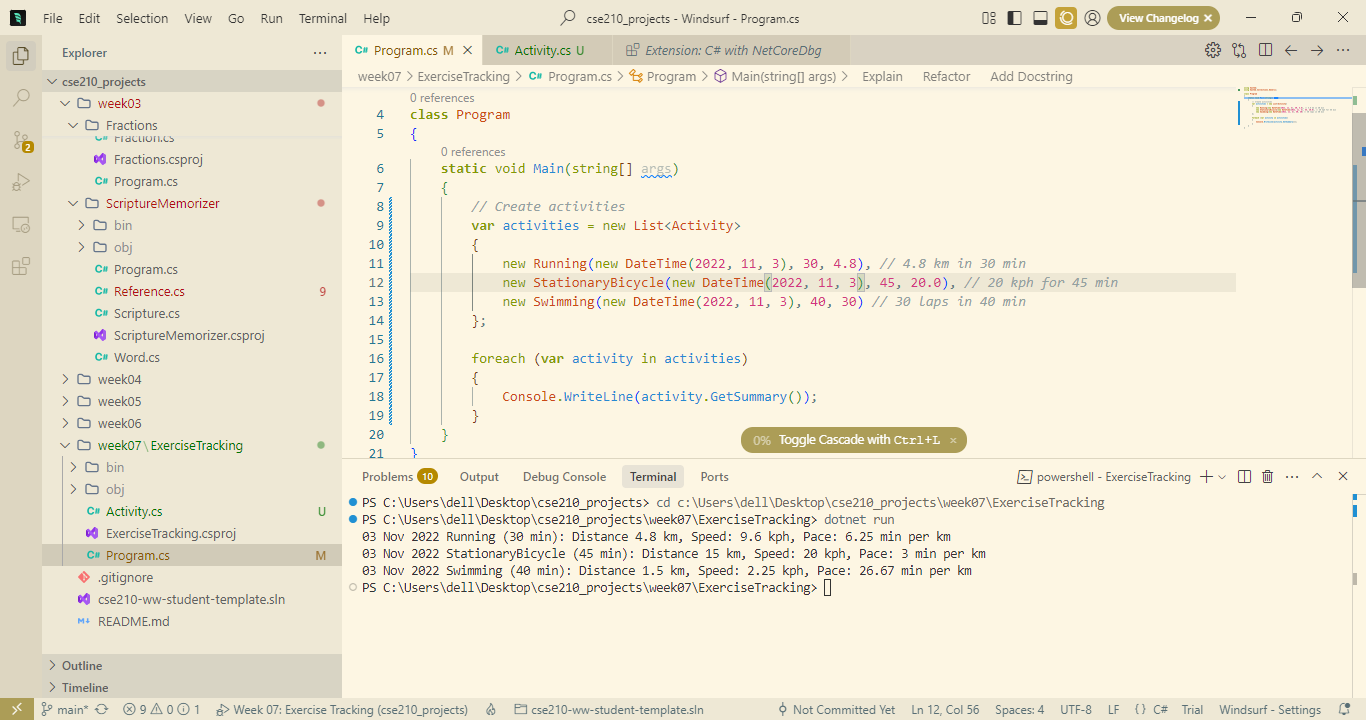 File Edit Selection View Go Run Terminal Help cse210_projects - Windsurf - Program.cs View Changelog
Explorer
cse210_projects
week03
Fractions
Fraction.cs
Fractions.csproj
Program.cs
ScriptureMemorizer
bin
obj
Program.cs
Reference.cs 9
Scripture.cs
ScriptureMemorizer.csproj
Word.cs
week04
week05
week06
week07\ExerciseTracking
bin
obj
Activity.cs U
ExerciseTracking.csproj
Program.cs M
.gitignore
cse210-ww-student-template.sln
README.md
Outline
Timeline
2
Program.cs M Activity.cs U Extension: C# with NetCoreDbg
week07 > ExerciseTracking > Program.cs > Program > Main(string[] args) > Explain Refactor Add Docstring
0 references
4 class Program
5 {
0 references
6 static void Main(string[] args)
7 {
8 // Create activities
9 var activities = new List<Activity>
10 {
11 new Running(new DateTime(2022, 11, 3), 30, 4.8), // 4.8 km in 30 min
12 new StationaryBicycle(new DateTime(2022, 11, 3), 45, 20.0), // 20 kph for 45 min
13 new Swimming(new DateTime(2022, 11, 3), 40, 30) // 30 laps in 40 min
14 };
15
16 foreach (var activity in activities)
17 {
18 Console.WriteLine(activity.GetSummary());
19 }
20 }
21 }
0% Toggle Cascade with Ctrl+L
Problems 10 Output Debug Console Terminal Ports powershell - ExerciseTracking
PS C:\Users\dell\Desktop\cse210_projects> cd c:\Users\dell\Desktop\cse210_projects\week07\ExerciseTracking
PS C:\Users\dell\Desktop\cse210_projects\week07\ExerciseTracking> dotnet run
03 Nov 2022 Running (30 min): Distance 4.8 km, Speed: 9.6 kph, Pace: 6.25 min per km
03 Nov 2022 StationaryBicycle (45 min): Distance 15 km, Speed: 20 kph, Pace: 3 min per km
03 Nov 2022 Swimming (40 min): Distance 1.5 km, Speed: 2.25 kph, Pace: 26.67 min per km
PS C:\Users\dell\Desktop\cse210_projects\week07\ExerciseTracking>
main* 9 0 1 Week 07: Exercise Tracking (cse210_projects) cse210-ww-student-template.sln Not Committed Yet Ln 12, Col 56 Spaces: 4 UTF-8 LF {} C# Trial Windsurf - Settings